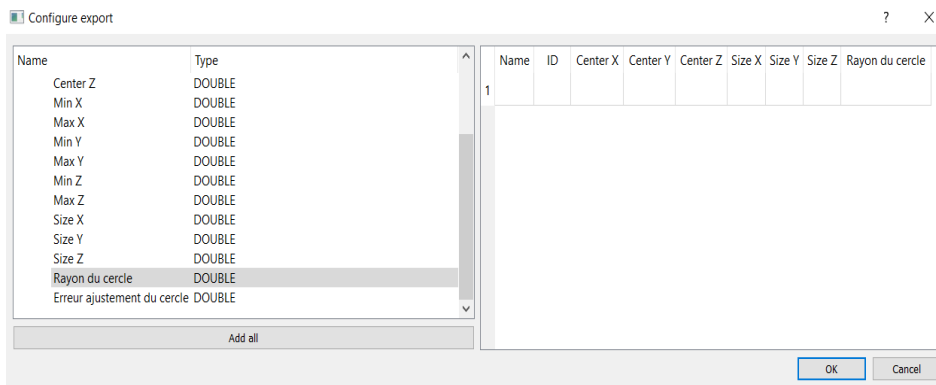 Configure export ? X
Name Type
Center Z DOUBLE
Min X DOUBLE
Max X DOUBLE
Min Y DOUBLE
Max Y DOUBLE
Min Z DOUBLE
Max Z DOUBLE
Size X DOUBLE
Size Y DOUBLE
Size Z DOUBLE
Rayon du cercle DOUBLE
Erreur ajustement du cercle DOUBLE
Add all
Name ID Center X Center Y Center Z Size X Size Y Size Z Rayon du cercle
1
OK Cancel